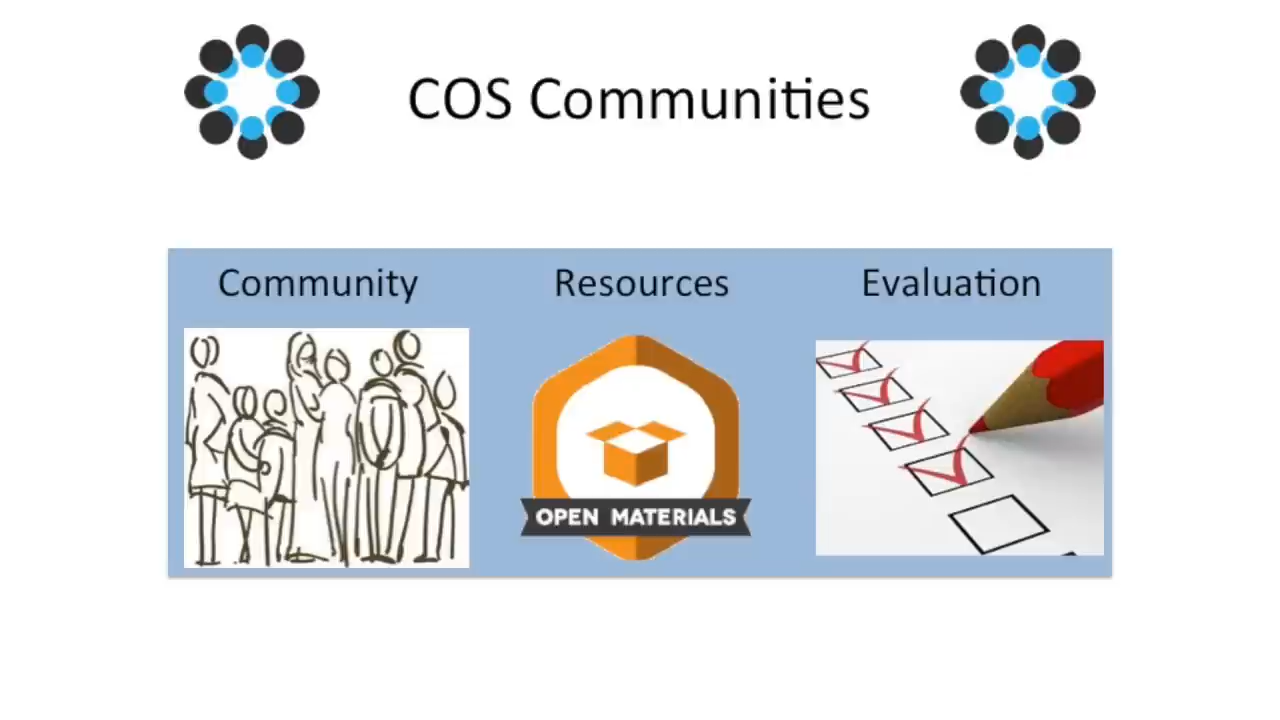 COS Communities
Community
Resources
Evaluation
OPEN MATERIALS